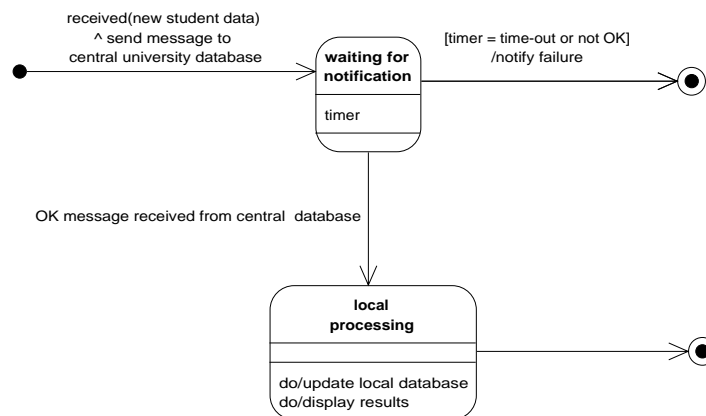 received(new student data)
^ send message to
central university database
waiting for
notification
timer
[timer = time-out or not OK]
/notify failure
OK message received from central database
local
processing
do/update local database
do/display results